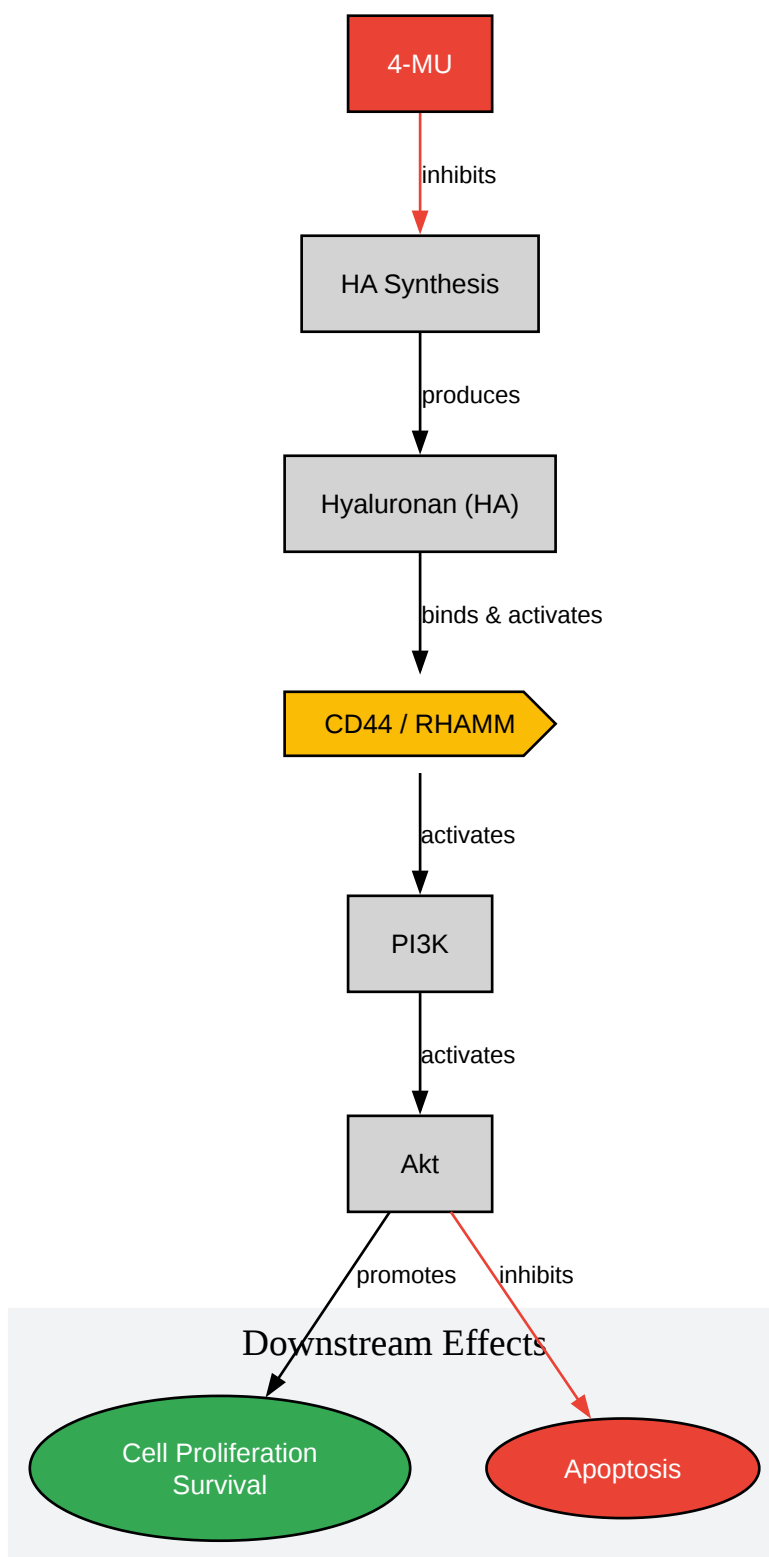 4-MU
inhibits
HA Synthesis
produces
Hyaluronan (HA)
binds & activates
CD44 / RHAMM
activates
PI3K
activates
Akt
promotes
inhibits
Downstream Effects
Cell Proliferation
Survival
Apoptosis